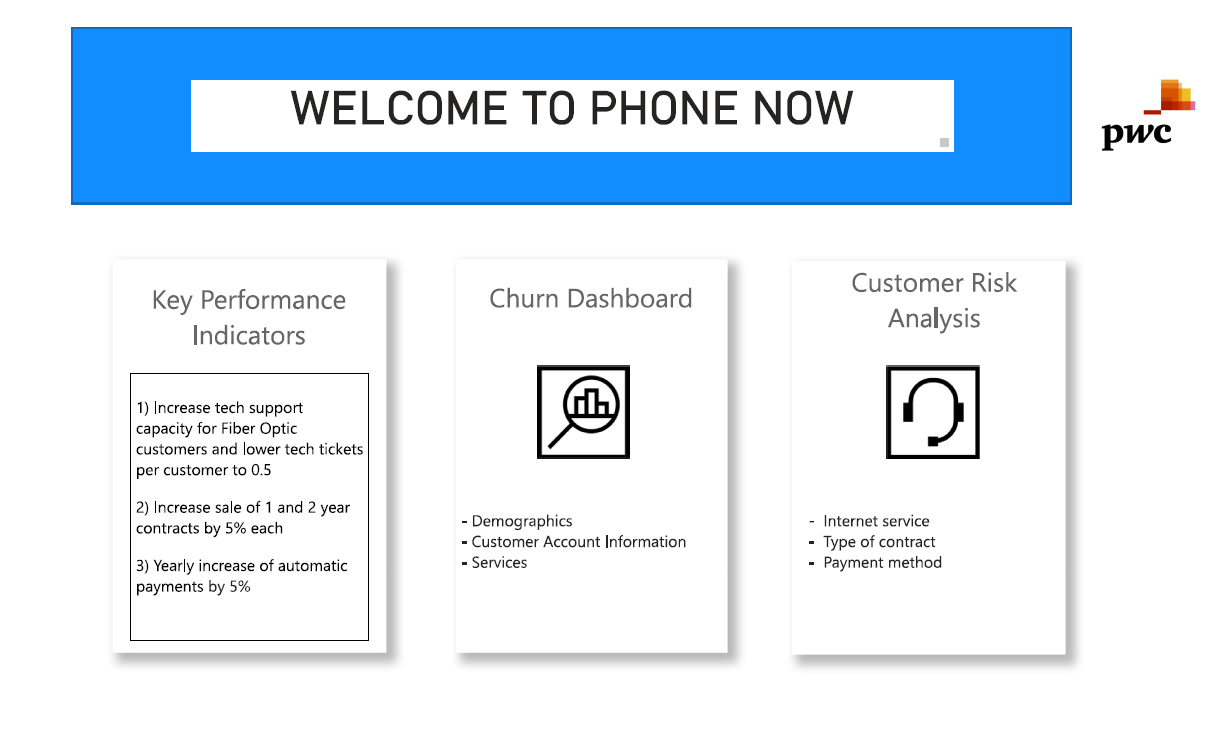 WELCOME TO PHONE NOW
pwc
Key Performance
Indicators
1) Increase tech support
capacity for Fiber Optic
customers and lower tech tickets
per customer to 0.5
2) Increase sale of 1 and 2 year
contracts by 5% each
3) Yearly increase of automatic
payments by 5%
Churn Dashboard
- Demographics
- Customer Account Information
- Services
Customer Risk
Analysis
- Internet service
- Type of contract
- Payment method